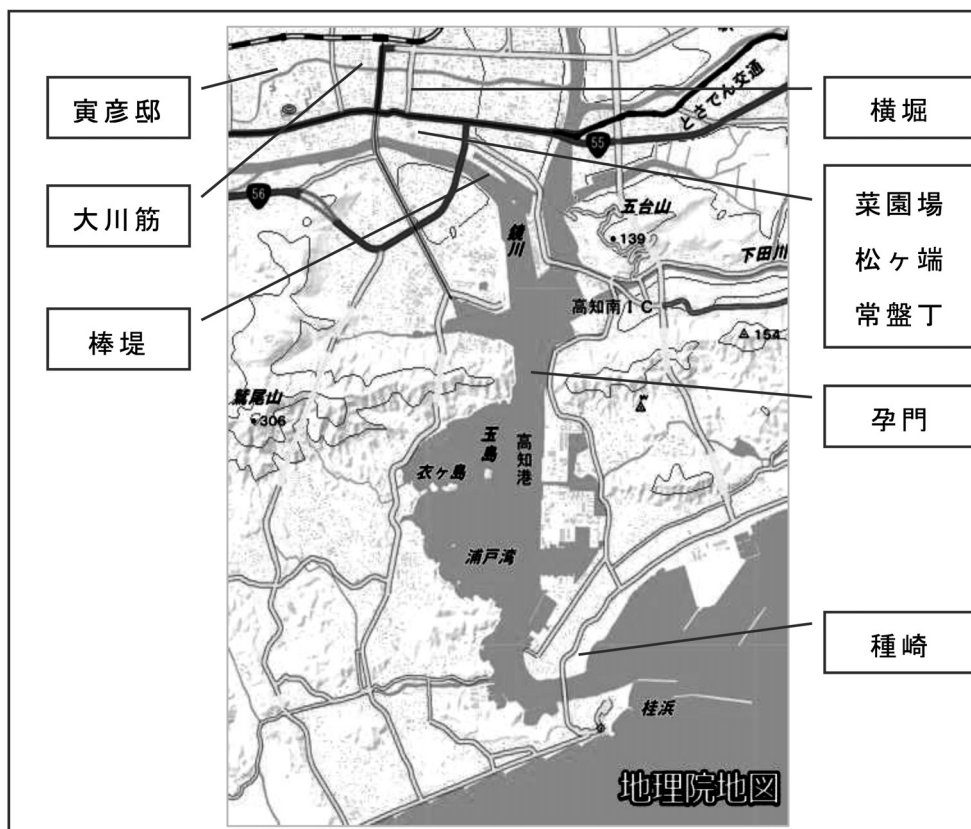 寅彦邸
大川筋
棒堤
横堀
菜園場
松ヶ端
常盤丁
孕門
種崎
とさでん交通
55
56
五台山
139
鏡川
下田川
高知南IC
154
鷲尾山
306
玉島
高知港
衣ヶ島
浦戸湾
桂浜
地理院地図